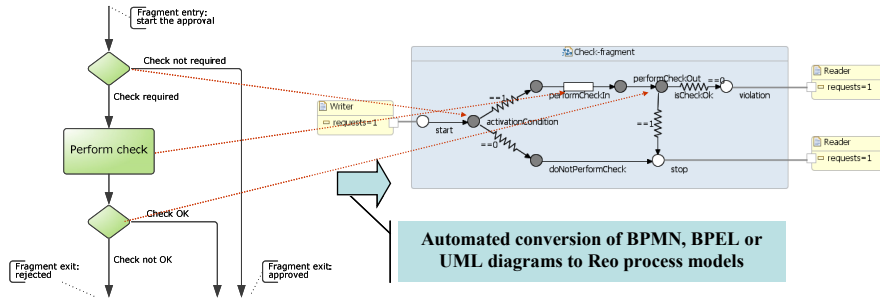 Fragment entry:
start the approval
Check not required
Check required
Perform check
Check OK
Check not OK
Fragment exit:
rejected
Fragment exit:
approved
Check-fragment
Writer
requests=1
start
activationCondition
==1
==0
performCheckIn
performCheckOut
==0
isCheckOk
violation
==1
doNotPerformCheck
stop
Reader
requests=1
Reader
requests=1
Automated conversion of BPMN, BPEL or
UML diagrams to Reo process models